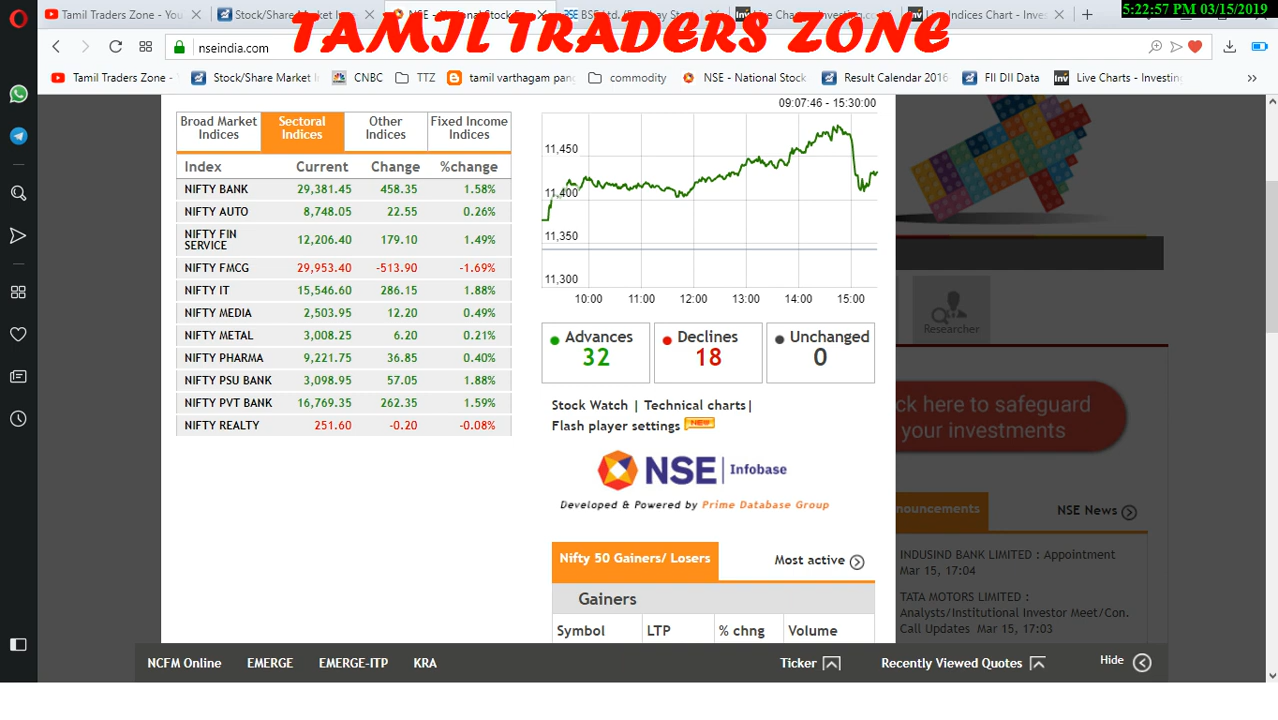 Tamil Traders Zone - You
Stock/Share Market In
NSE - National Stock E
BSE Ltd. (Bombay Stock
Live Charts - Investing.co
Live Indices Chart - Inves
5:22:57 PM 03/15/2019
TAMIL TRADERS ZONE
nseindia.com
Tamil Traders Zone -
Stock/Share Market I
CNBC
TTZ
tamil varthagam pang
commodity
NSE - National Stock
Result Calendar 2016
FII DII Data
Live Charts - Investin
09:07:46 - 15:30:00
Broad Market Indices
Sectoral Indices
Other Indices
Fixed Income Indices
Index Current Change %change
NIFTY BANK 29,381.45 458.35 1.58%
NIFTY AUTO 8,748.05 22.55 0.26%
NIFTY FIN SERVICE 12,206.40 179.10 1.49%
NIFTY FMCG 29,953.40 -513.90 -1.69%
NIFTY IT 15,546.60 286.15 1.88%
NIFTY MEDIA 2,503.95 12.20 0.49%
NIFTY METAL 3,008.25 6.20 0.21%
NIFTY PHARMA 9,221.75 36.85 0.40%
NIFTY PSU BANK 3,098.95 57.05 1.88%
NIFTY PVT BANK 16,769.35 262.35 1.59%
NIFTY REALTY 251.60 -0.20 -0.08%
11,450
11,400
11,350
11,300
10:00 11:00 12:00 13:00 14:00 15:00
Advances 32
Declines 18
Unchanged 0
Stock Watch | Technical charts|
Flash player settings NEW
NSE | Infobase
Developed & Powered by Prime Database Group
Nifty 50 Gainers/ Losers
Most active
Gainers
Symbol LTP % chng Volume
Researcher
ck here to safeguard
your investments
nouncements
NSE News
INDUSIND BANK LIMITED : Appointment
Mar 15, 17:04
TATA MOTORS LIMITED :
Analysts/Institutional Investor Meet/Con.
Call Updates Mar 15, 17:03
NCFM Online EMERGE EMERGE-ITP KRA Ticker Recently Viewed Quotes Hide